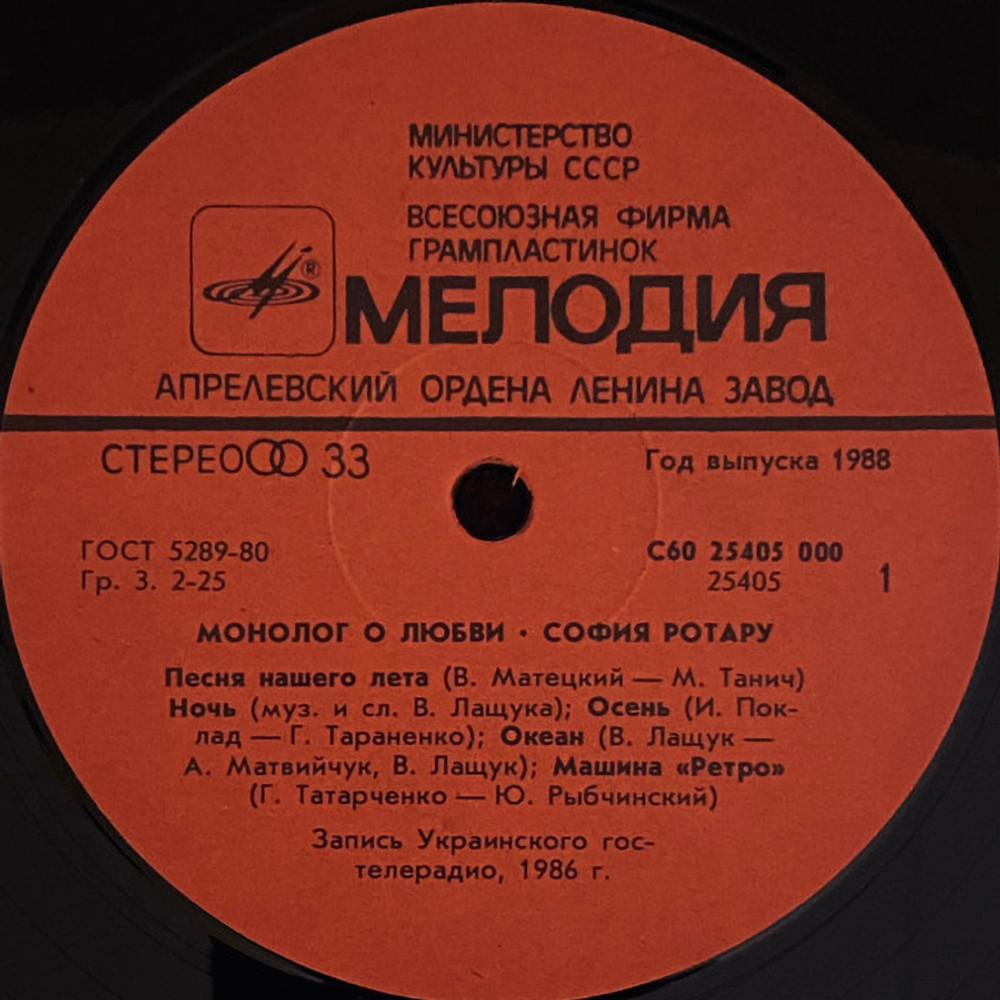 МИНИСТЕРСТВО
КУЛЬТУРЫ СССР
ВСЕСОЮЗНАЯ ФИРМА
ГРАМПЛАСТИНОК
®
МЕЛОДИЯ
АПРЕЛЕВСКИЙ ОРДЕНА ЛЕНИНА ЗАВОД
СТЕРЕО 33
Год выпуска 1988
ГОСТ 5289-80
Гр. 3. 2-25
С60 25405 000
25405
1
МОНОЛОГ О ЛЮБВИ · СОФИЯ РОТАРУ
Песня нашего лета (В. Матецкий — М. Танич)
Ночь (муз. и сл. В. Лащука); Осень (И. Пок-
лад — Г. Тараненко); Океан (В. Лащук —
А. Матвийчук, В. Лащук); Машина «Ретро»
(Г. Татарченко — Ю. Рыбчинский)
Запись Украинского гос-
телерадио, 1986 г.